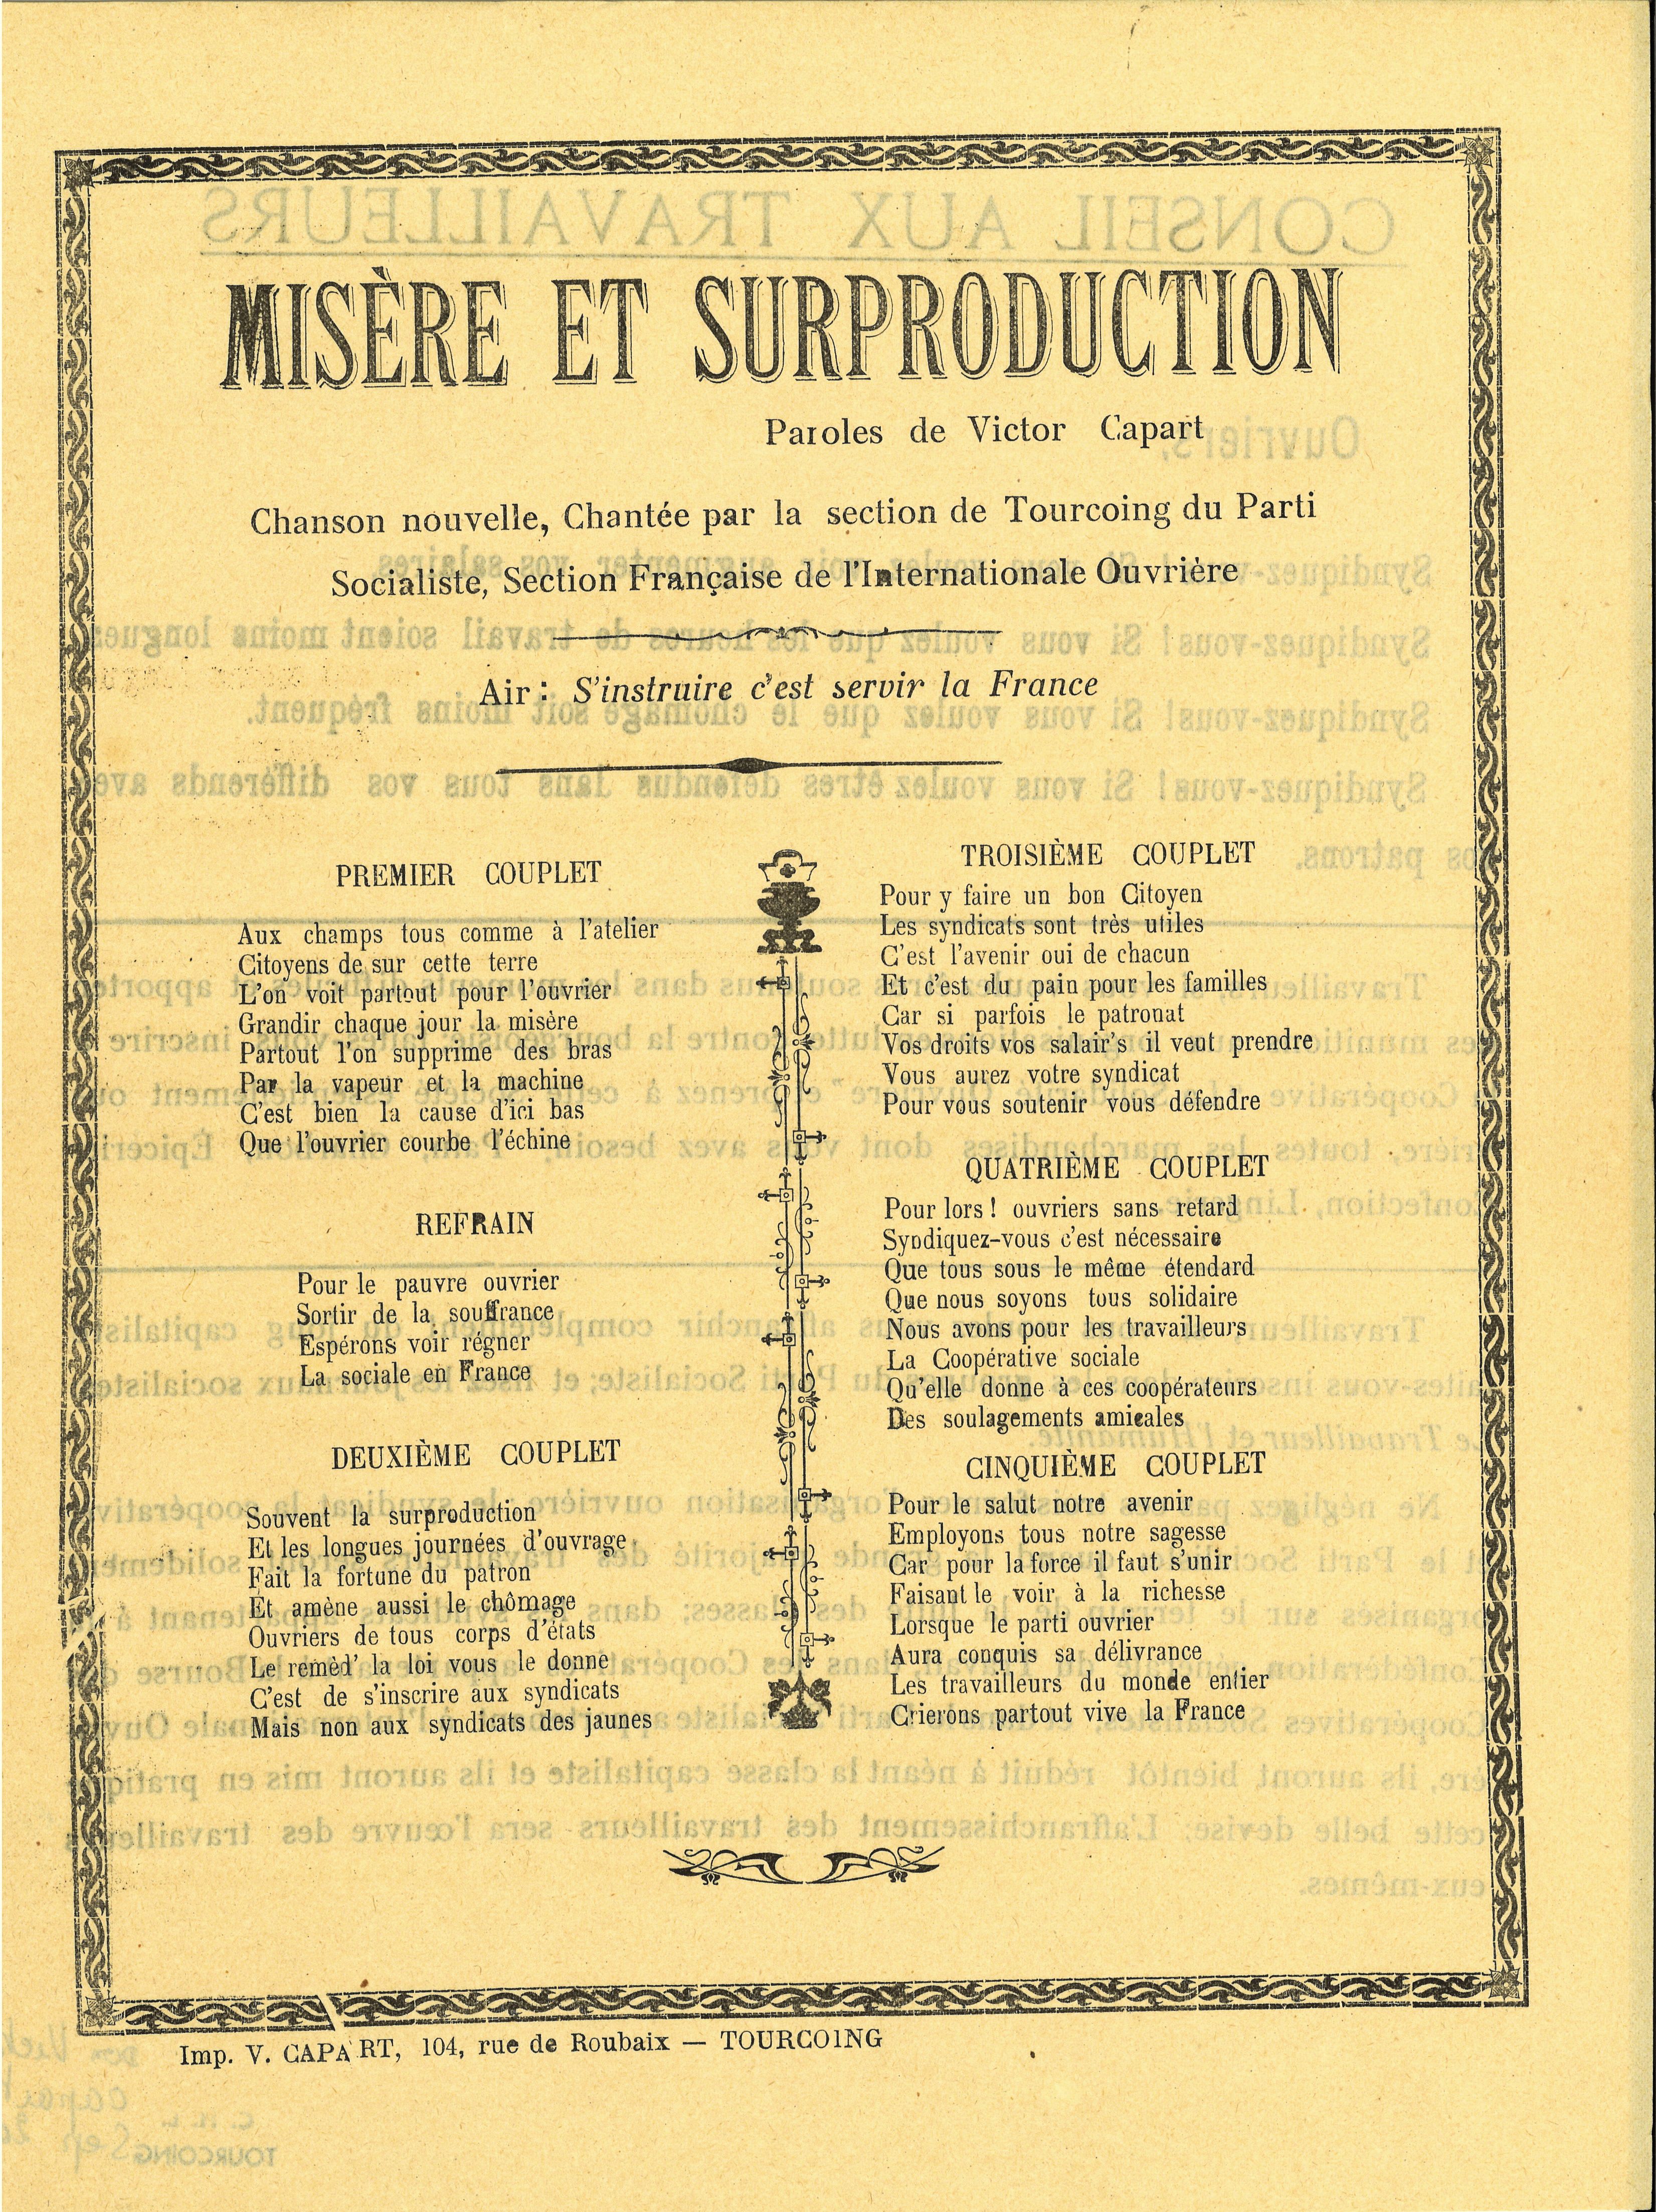 MISÈRE ET SURPRODUCTION
Paroles de Victor Capart
Chanson nouvelle, Chantée par la section de Tourcoing du Parti
Socialiste, Section Française de l'Internationale Ouvrière
Air : S'instruire c'est servir la France
PREMIER COUPLET
Aux champs tous comme à l'atelier
Citoyens de sur cette terre
L'on voit partout pour l'ouvrier
Grandir chaque jour la misère
Partout l'on supprime des bras
Par la vapeur et la machine
C'est bien la cause d'ici bas
Que l'ouvrier courbe l'échine
REFRAIN
Pour le pauvre ouvrier
Sortir de la souffrance
Espérons voir régner
La sociale en France
DEUXIÈME COUPLET
Souvent la surproduction
Et les longues journées d'ouvrage
Fait la fortune du patron
Et amène aussi le chômage
Ouvriers de tous corps d'états
Le remèd' la loi vous le donne
C'est de s'inscrire aux syndicats
Mais non aux syndicats des jaunes
TROISIÈME COUPLET
Pour y faire un bon Citoyen
Les syndicats sont très utiles
C'est l'avenir oui de chacun
Et c'est du pain pour les familles
Car si parfois le patronat
Vos droits vos salair's il veut prendre
Vous aurez votre syndicat
Pour vous soutenir vous défendre
QUATRIÈME COUPLET
Pour lors ! ouvriers sans retard
Syndiquez-vous c'est nécessaire
Que tous sous le même étendard
Que nous soyons tous solidaire
Nous avons pour les travailleurs
La Coopérative sociale
Qu'elle donne à ces coopérateurs
Des soulagements amicales
CINQUIÈME COUPLET
Pour le salut notre avenir
Employons tous notre sagesse
Car pour la force il faut s'unir
Faisant le voir à la richesse
Lorsque le parti ouvrier
Aura conquis sa délivrance
Les travailleurs du monde entier
Crierons partout vive la France
Imp. V. CAPART, 104, rue de Roubaix — TOURCOING